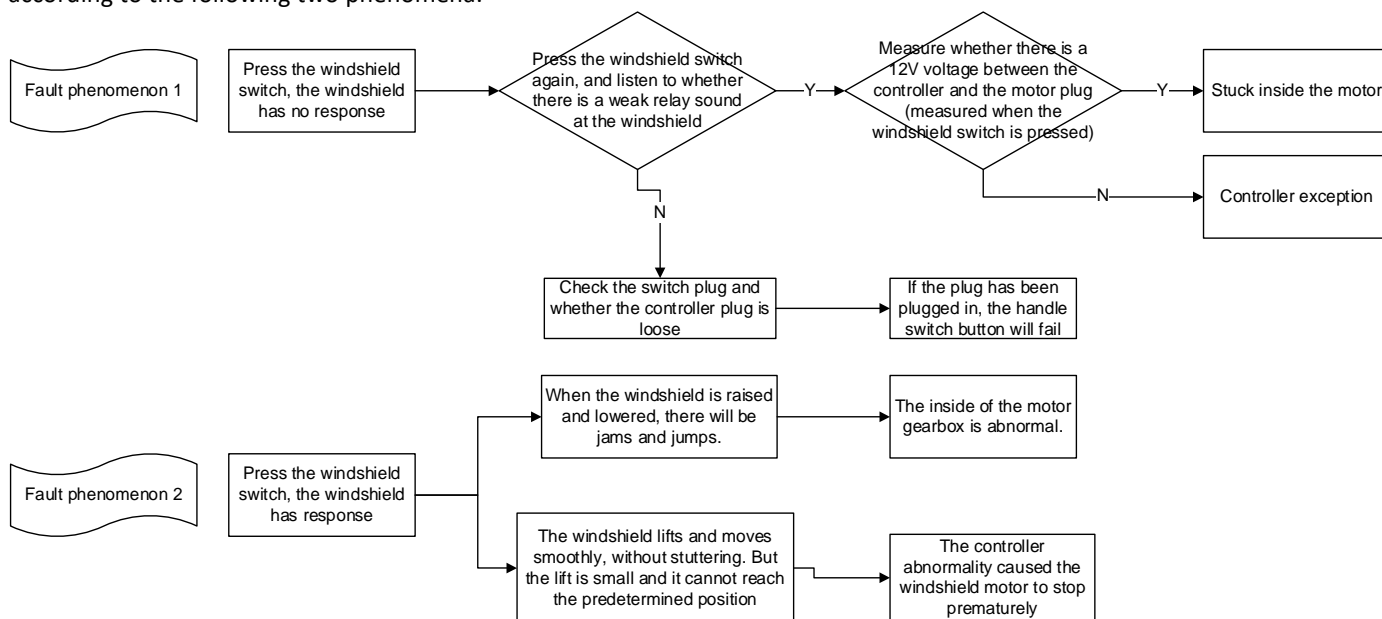 according to the following two phenomena.
Fault phenomenon 1
Press the windshield
switch, the windshield
has no response
Press the windshield switch
again, and listen to whether
there is a weak relay sound
at the windshield
Y
Measure whether there is a
12V voltage between the
controller and the motor plug
(measured when the
windshield switch is pressed)
Y
Stuck inside the motor
N
Controller exception
N
Check the switch plug and
whether the controller plug is
loose
If the plug has been
plugged in, the handle
switch button will fail
Fault phenomenon 2
Press the windshield
switch, the windshield
has response
When the windshield is raised
and lowered, there will be
jams and jumps.
The inside of the motor
gearbox is abnormal.
The windshield lifts and moves
smoothly, without stuttering. But
the lift is small and it cannot reach
the predetermined position
The controller
abnormality caused the
windshield motor to stop
prematurely